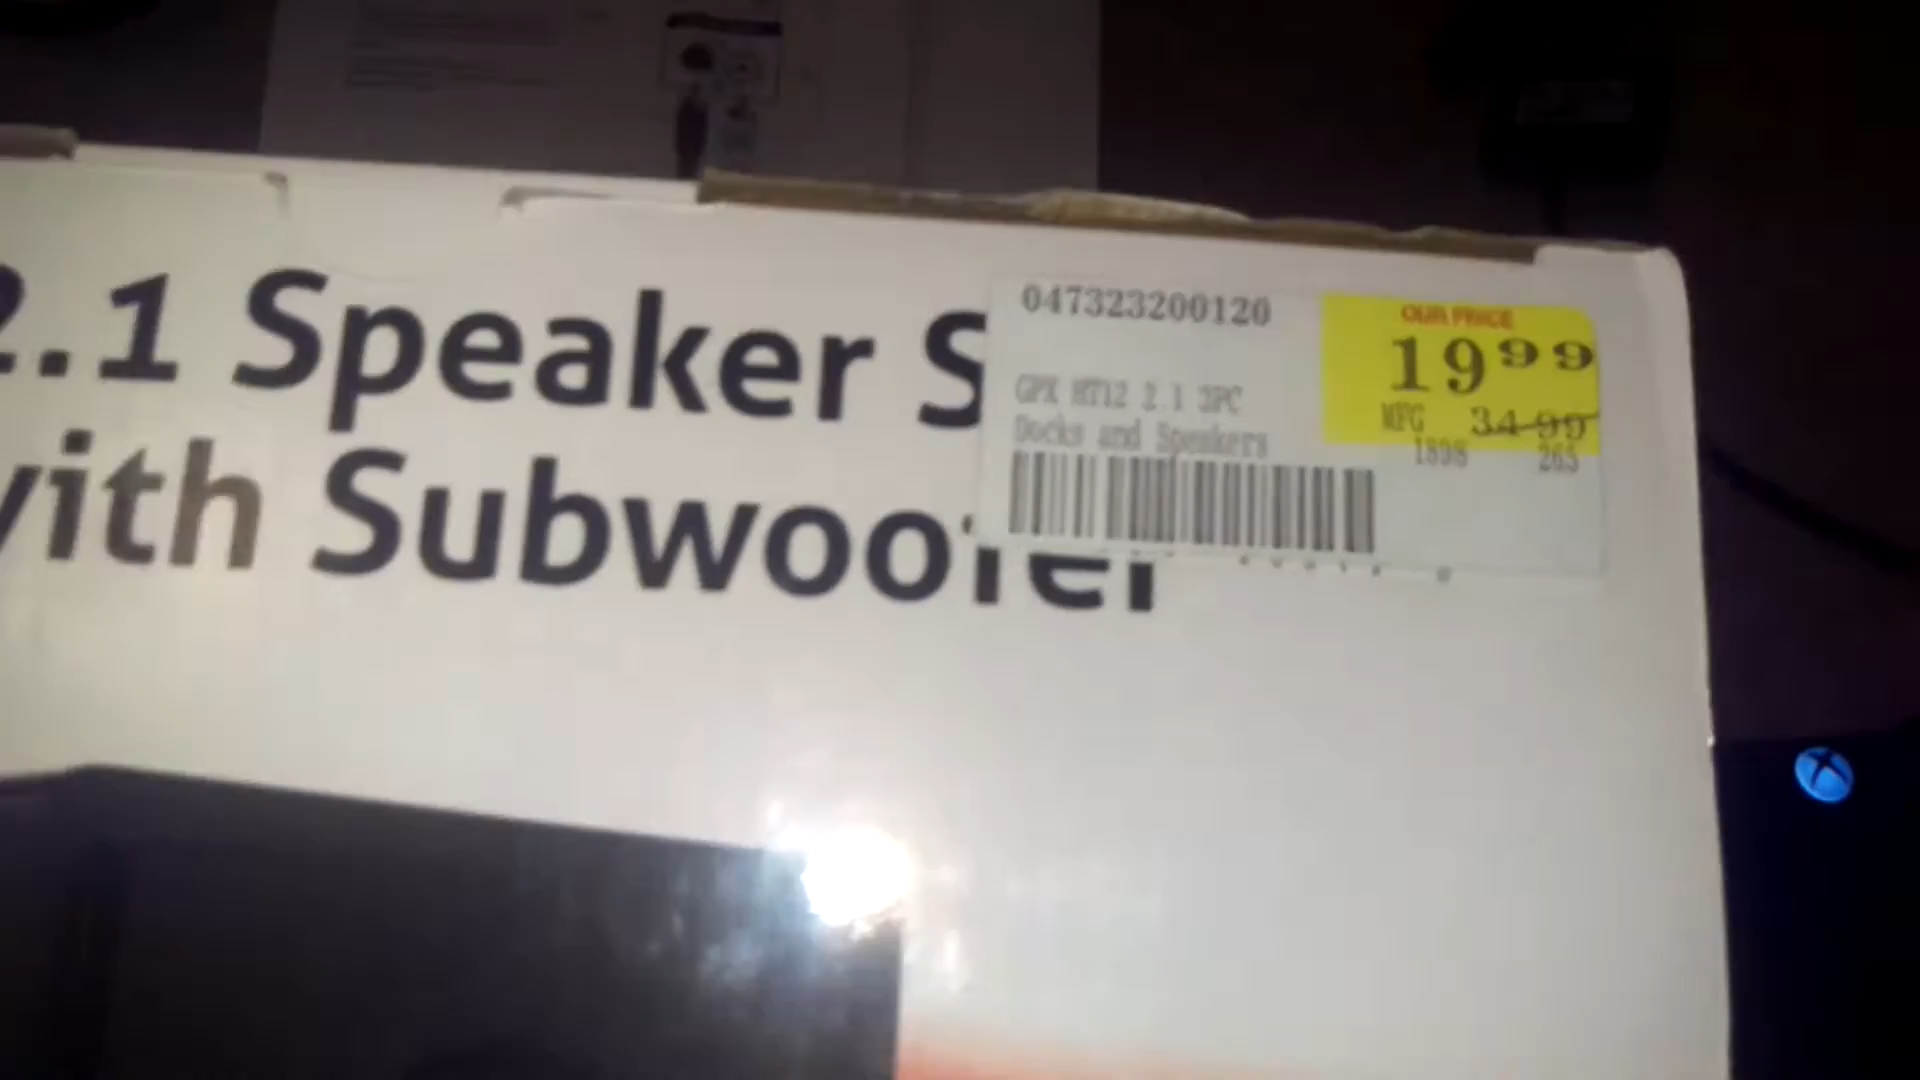 2.1 Speaker S
with Subwoofer
047323200120
GPX HT12 2.1 2PC
Docks and Speakers
OUR PRICE
19 99
MFG 34.99
1898 265